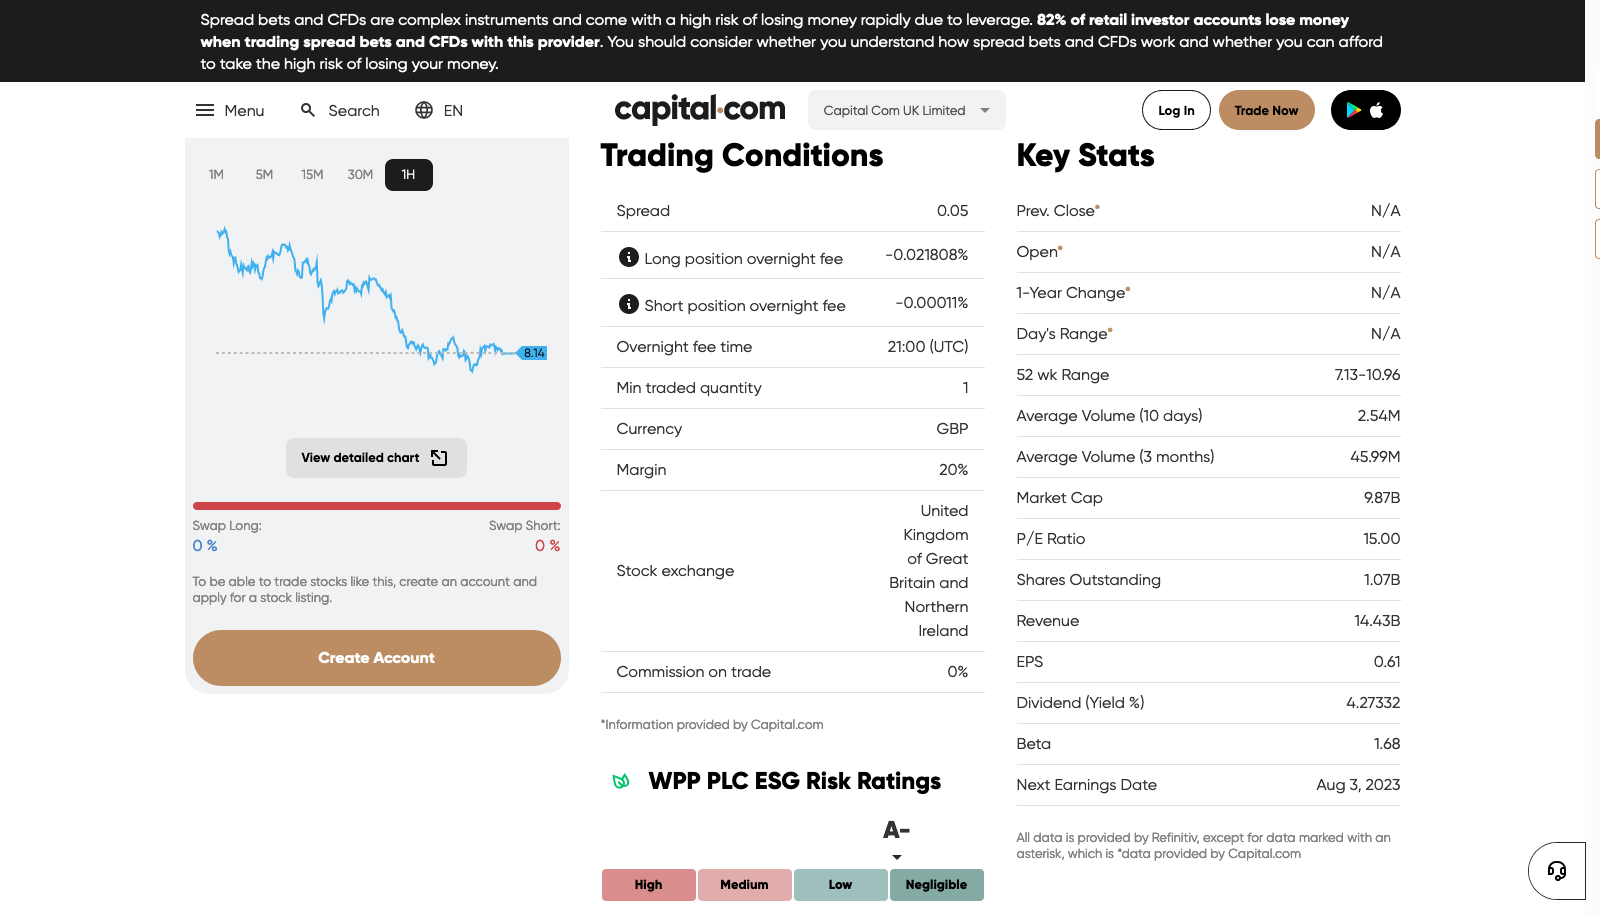 Spread bets and CFDs are complex instruments and come with a high risk of losing money rapidly due to leverage. 82% of retail investor accounts lose money
when trading spread bets and CFDs with this provider. You should consider whether you understand how spread bets and CFDs work and whether you can afford
to take the high risk of losing your money.
Menu Search EN capital.com Capital Com UK Limited Log In Trade Now
1M 5M 15M 30M 1H
8.14
View detailed chart
Swap Long: Swap Short:
0 % 0 %
To be able to trade stocks like this, create an account and
apply for a stock listing.
Create Account
Trading Conditions
Spread 0.05
Long position overnight fee -0.021808%
Short position overnight fee -0.00011%
Overnight fee time 21:00 (UTC)
Min traded quantity 1
Currency GBP
Margin 20%
Stock exchange
United
Kingdom
of Great
Britain and
Northern
Ireland
Commission on trade 0%
*Information provided by Capital.com
WPP PLC ESG Risk Ratings
A-
High Medium Low Negligible
Key Stats
Prev. Close* N/A
Open* N/A
1-Year Change* N/A
Day's Range* N/A
52 wk Range 7.13-10.96
Average Volume (10 days) 2.54M
Average Volume (3 months) 45.99M
Market Cap 9.87B
P/E Ratio 15.00
Shares Outstanding 1.07B
Revenue 14.43B
EPS 0.61
Dividend (Yield %) 4.27332
Beta 1.68
Next Earnings Date Aug 3, 2023
All data is provided by Refinitiv, except for data marked with an
asterisk, which is *data provided by Capital.com